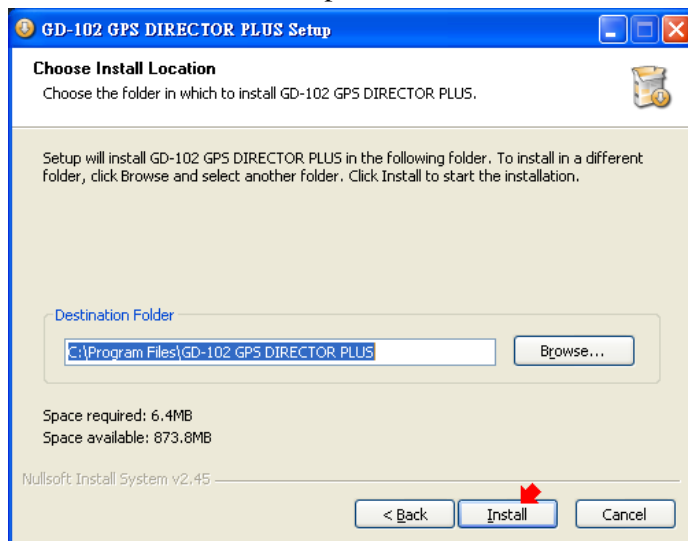 GD-102 GPS DIRECTOR PLUS Setup
Choose Install Location
Choose the folder in which to install GD-102 GPS DIRECTOR PLUS.
Setup will install GD-102 GPS DIRECTOR PLUS in the following folder. To install in a different
folder, click Browse and select another folder. Click Install to start the installation.
Destination Folder
C:\Program Files\GD-102 GPS DIRECTOR PLUS
Browse...
Space required: 6.4MB
Space available: 873.8MB
Nullsoft Install System v2.45
< Back
Install
Cancel